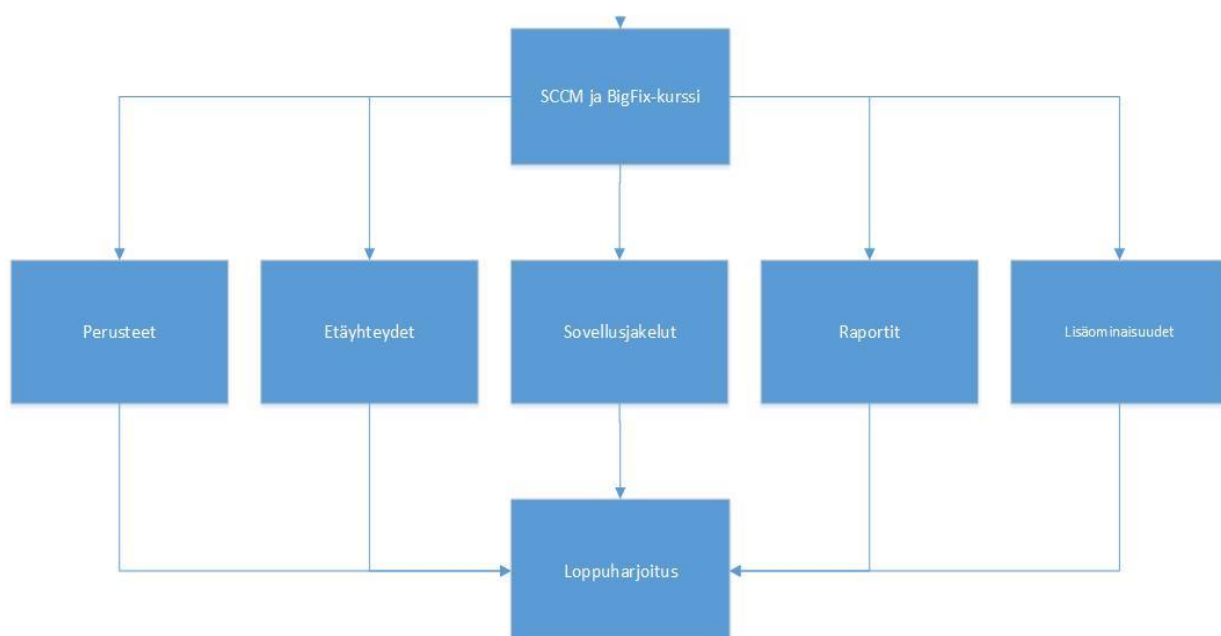 SCCM ja BigFix-kurssi
Perusteet
Etäyhteydet
Sovellusjakelut
Raportit
Lisäominaisuudet
Loppuharjoitus